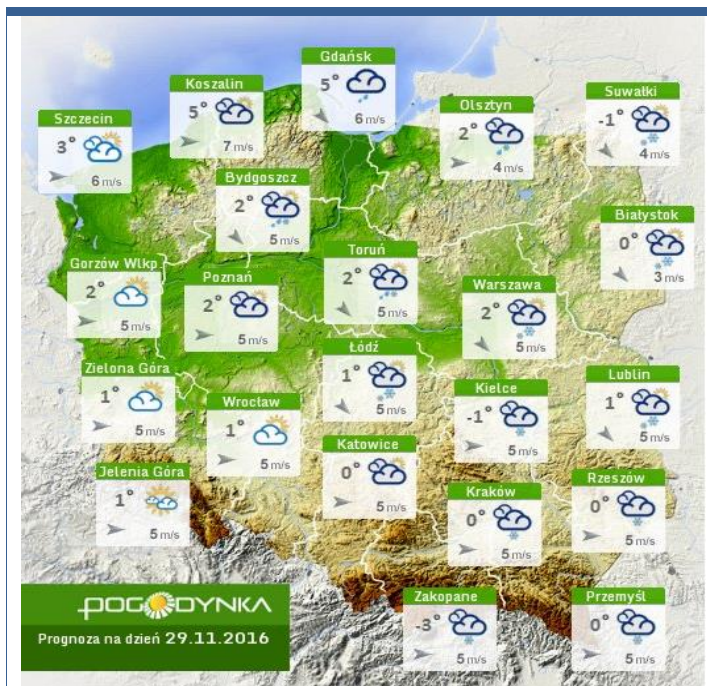 Gdańsk
5°
6 m/s
Koszalin
5°
7 m/s
Suwałki
-1°
4 m/s
Olsztyn
2°
4 m/s
Szczecin
3°
6 m/s
Bydgoszcz
2°
5 m/s
Białystok
0°
3 m/s
Toruń
2°
5 m/s
Gorzów Wlkp.
2°
5 m/s
Poznań
2°
5 m/s
Warszawa
2°
5 m/s
Łódź
1°
5 m/s
Zielona Góra
1°
5 m/s
Lublin
1°
5 m/s
Kielce
-1°
5 m/s
Wrocław
1°
5 m/s
Katowice
0°
5 m/s
Jelenia Góra
1°
5 m/s
Rzeszów
0°
5 m/s
Kraków
0°
5 m/s
Zakopane
-3°
5 m/s
Przemyśl
0°
5 m/s
POGODYNKA
Prognoza na dzień 29.11.2016